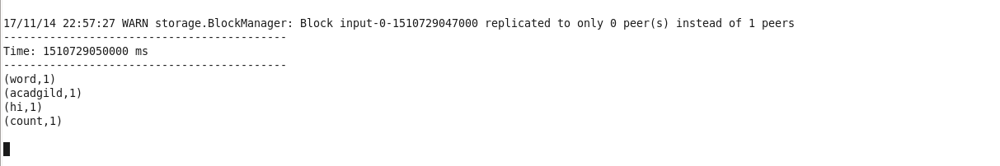 17/11/14 22:57:27 WARN storage.BlockManager: Block input-0-1510729047000 replicated to only 0 peer(s) instead of 1 peers
-------------------------------------------
Time: 1510729050000 ms
-------------------------------------------
(word,1)
(acadgild,1)
(hi,1)
(count,1)